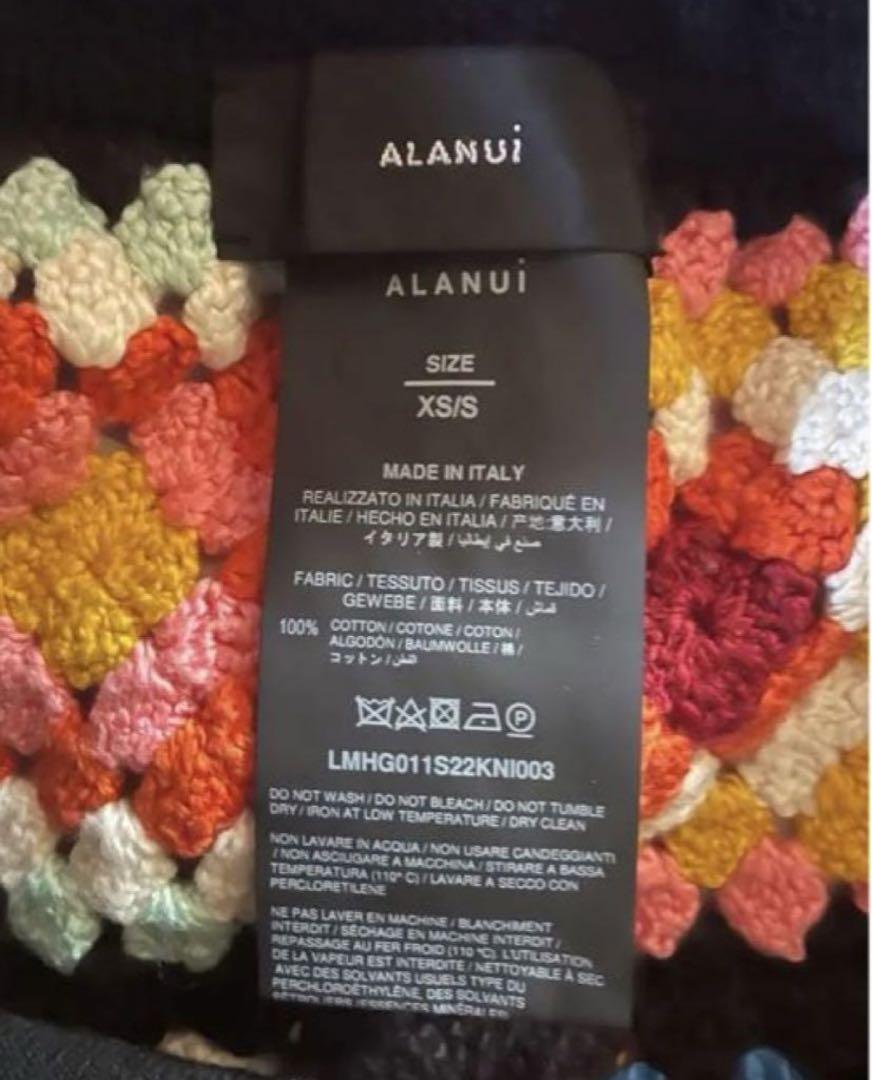 ALANUi
ALANUi
SIZE
XS/S
MADE IN ITALY
REALIZZATO IN ITALIA / FABRIQUÉ EN
ITALIE / HECHO EN ITALIA / 产地:意大利 /
イタリア製 / صنع في إيطاليا
FABRIC / TESSUTO / TISSUS / TEJIDO /
GEWEBE / 面料 / 本体 / قماش
100% COTTON / COTONE / COTON /
ALGODÓN / BAUMWOLLE / 棉 /
コットン / القطن
P
LMHG011S22KNI003
DO NOT WASH / DO NOT BLEACH / DO NOT TUMBLE
DRY / IRON AT LOW TEMPERATURE / DRY CLEAN
NON LAVARE IN ACQUA / NON USARE CANDEGGIANTI
/ NON ASCIUGARE A MACCHINA / STIRARE A BASSA
TEMPERATURA (110° C) / LAVARE A SECCO CON
PERCLORETILENE
NE PAS LAVER EN MACHINE / BLANCHIMENT
INTERDIT / SÉCHAGE EN MACHINE INTERDIT /
REPASSAGE AU FER FROID (110 °C). L'UTILISATION
DE LA VAPEUR EST INTERDITE / NETTOYABLE À SEC
AVEC DES SOLVANTS USUELS TYPE DU
PERCHLOROÉTHYLÈNE, DES SOLVANTS
PÉTROLIERS (ESSENCES MINÉRALES)